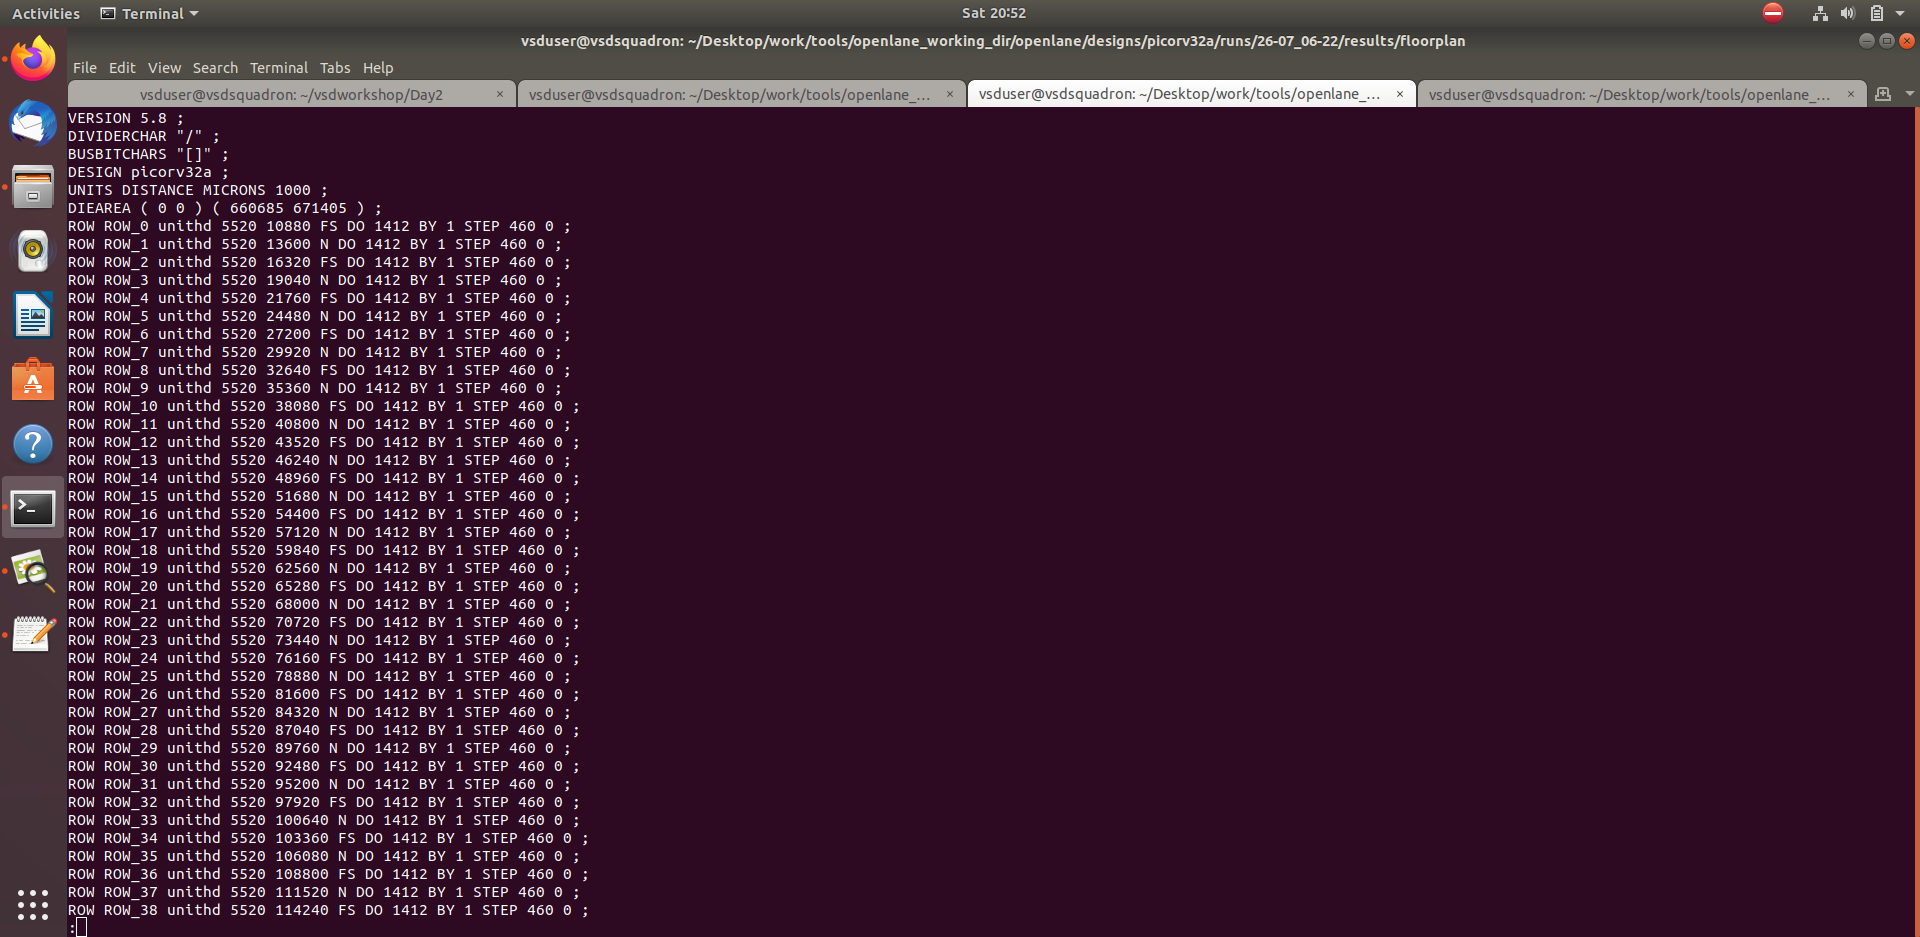 Activities Terminal Sat 20:52
vsduser@vsdsquadron: ~/Desktop/work/tools/openlane_working_dir/openlane/designs/picorv32a/runs/26-07_06-22/results/floorplan
File Edit View Search Terminal Tabs Help
vsduser@vsdsquadron: ~/vsdworkshop/Day2 × vsduser@vsdsquadron: ~/Desktop/work/tools/openlane_... × vsduser@vsdsquadron: ~/Desktop/work/tools/openlane_... × vsduser@vsdsquadron: ~/Desktop/work/tools/openlane_... ×
VERSION 5.8 ;
DIVIDERCHAR "/" ;
BUSBITCHARS "[]" ;
DESIGN picorv32a ;
UNITS DISTANCE MICRONS 1000 ;
DIEAREA ( 0 0 ) ( 660685 671405 ) ;
ROW ROW_0 unithd 5520 10880 FS DO 1412 BY 1 STEP 460 0 ;
ROW ROW_1 unithd 5520 13600 N DO 1412 BY 1 STEP 460 0 ;
ROW ROW_2 unithd 5520 16320 FS DO 1412 BY 1 STEP 460 0 ;
ROW ROW_3 unithd 5520 19040 N DO 1412 BY 1 STEP 460 0 ;
ROW ROW_4 unithd 5520 21760 FS DO 1412 BY 1 STEP 460 0 ;
ROW ROW_5 unithd 5520 24480 N DO 1412 BY 1 STEP 460 0 ;
ROW ROW_6 unithd 5520 27200 FS DO 1412 BY 1 STEP 460 0 ;
ROW ROW_7 unithd 5520 29920 N DO 1412 BY 1 STEP 460 0 ;
ROW ROW_8 unithd 5520 32640 FS DO 1412 BY 1 STEP 460 0 ;
ROW ROW_9 unithd 5520 35360 N DO 1412 BY 1 STEP 460 0 ;
ROW ROW_10 unithd 5520 38080 FS DO 1412 BY 1 STEP 460 0 ;
ROW ROW_11 unithd 5520 40800 N DO 1412 BY 1 STEP 460 0 ;
ROW ROW_12 unithd 5520 43520 FS DO 1412 BY 1 STEP 460 0 ;
ROW ROW_13 unithd 5520 46240 N DO 1412 BY 1 STEP 460 0 ;
ROW ROW_14 unithd 5520 48960 FS DO 1412 BY 1 STEP 460 0 ;
ROW ROW_15 unithd 5520 51680 N DO 1412 BY 1 STEP 460 0 ;
ROW ROW_16 unithd 5520 54400 FS DO 1412 BY 1 STEP 460 0 ;
ROW ROW_17 unithd 5520 57120 N DO 1412 BY 1 STEP 460 0 ;
ROW ROW_18 unithd 5520 59840 FS DO 1412 BY 1 STEP 460 0 ;
ROW ROW_19 unithd 5520 62560 N DO 1412 BY 1 STEP 460 0 ;
ROW ROW_20 unithd 5520 65280 FS DO 1412 BY 1 STEP 460 0 ;
ROW ROW_21 unithd 5520 68000 N DO 1412 BY 1 STEP 460 0 ;
ROW ROW_22 unithd 5520 70720 FS DO 1412 BY 1 STEP 460 0 ;
ROW ROW_23 unithd 5520 73440 N DO 1412 BY 1 STEP 460 0 ;
ROW ROW_24 unithd 5520 76160 FS DO 1412 BY 1 STEP 460 0 ;
ROW ROW_25 unithd 5520 78880 N DO 1412 BY 1 STEP 460 0 ;
ROW ROW_26 unithd 5520 81600 FS DO 1412 BY 1 STEP 460 0 ;
ROW ROW_27 unithd 5520 84320 N DO 1412 BY 1 STEP 460 0 ;
ROW ROW_28 unithd 5520 87040 FS DO 1412 BY 1 STEP 460 0 ;
ROW ROW_29 unithd 5520 89760 N DO 1412 BY 1 STEP 460 0 ;
ROW ROW_30 unithd 5520 92480 FS DO 1412 BY 1 STEP 460 0 ;
ROW ROW_31 unithd 5520 95200 N DO 1412 BY 1 STEP 460 0 ;
ROW ROW_32 unithd 5520 97920 FS DO 1412 BY 1 STEP 460 0 ;
ROW ROW_33 unithd 5520 100640 N DO 1412 BY 1 STEP 460 0 ;
ROW ROW_34 unithd 5520 103360 FS DO 1412 BY 1 STEP 460 0 ;
ROW ROW_35 unithd 5520 106080 N DO 1412 BY 1 STEP 460 0 ;
ROW ROW_36 unithd 5520 108800 FS DO 1412 BY 1 STEP 460 0 ;
ROW ROW_37 unithd 5520 111520 N DO 1412 BY 1 STEP 460 0 ;
ROW ROW_38 unithd 5520 114240 FS DO 1412 BY 1 STEP 460 0 ;
: